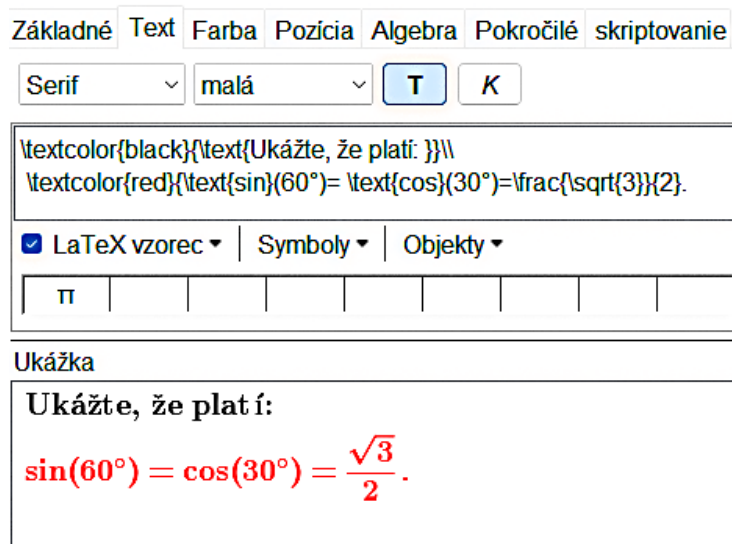 Základné Text Farba Pozícia Algebra Pokročilé skriptovanie
Serif malá T K
\textcolor{black}{\text{Ukážte, že platí: }}\\
\textcolor{red}{\text{sin}(60°)= \text{cos}(30°)=\frac{\sqrt{3}}{2}.
LaTeX vzorec Symboly Objekty
π
Ukážka
Ukážte, že platí:
sin(60°) = cos(30°) = √3/2.